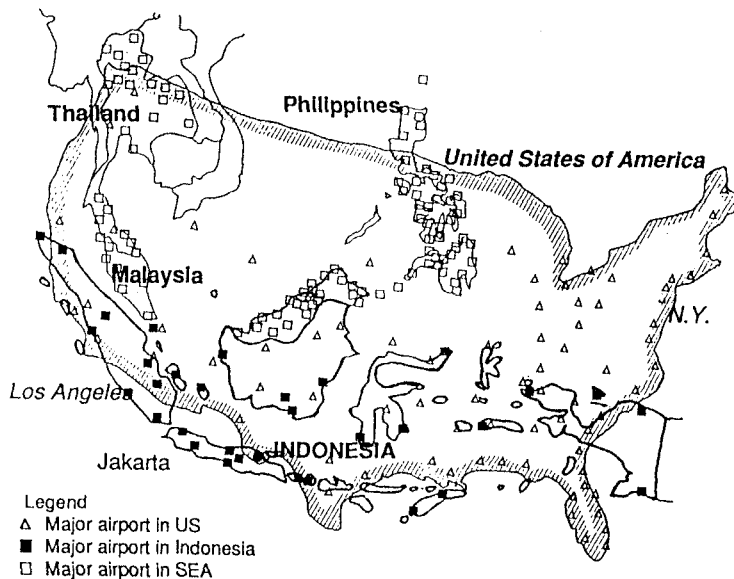 Thailand
Philippines
United States of America
Malaysia
N.Y.
Los Angeles
INDONESIA
Jakarta
Legend
Major airport in US
Major airport in Indonesia
Major airport in SEA